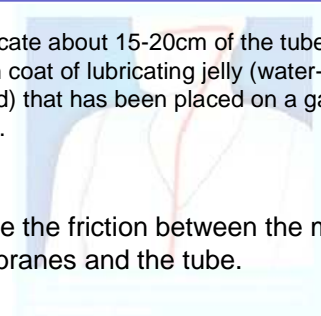 cate about 15-20cm of the tube
coat of lubricating jelly (water-
d) that has been placed on a ga
.
e the friction between the m
branes and the tube.